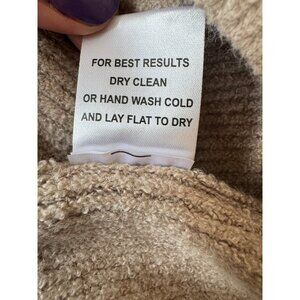 FOR BEST RESULTS
DRY CLEAN
OR HAND WASH COLD
AND LAY FLAT TO DRY